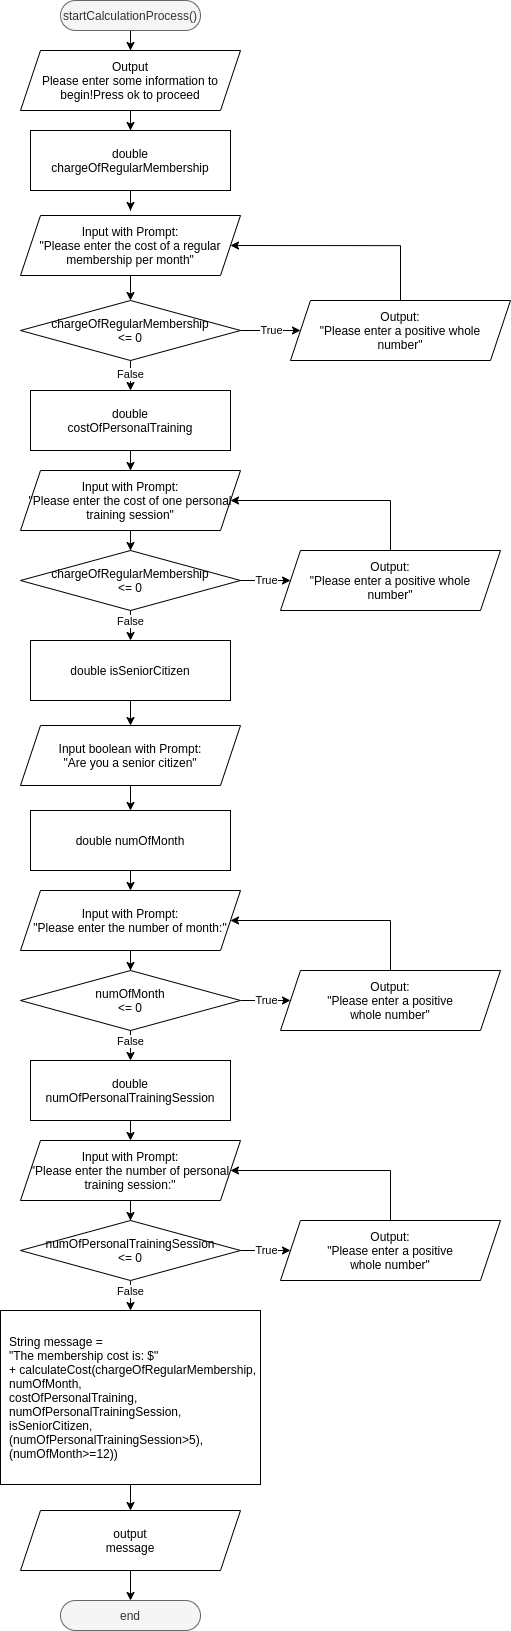 startCalculationProcess()
Output
Please enter some information to
begin!Press ok to proceed
double
chargeOfRegularMembership
Input with Prompt:
"Please enter the cost of a regular
membership per month"
chargeOfRegularMembership
<= 0
True
Output:
"Please enter a positive whole
number"
False
double
costOfPersonalTraining
Input with Prompt:
"Please enter the cost of one personal
training session"
chargeOfRegularMembership
<= 0
True
Output:
"Please enter a positive whole
number"
False
double isSeniorCitizen
Input boolean with Prompt:
"Are you a senior citizen"
double numOfMonth
Input with Prompt:
"Please enter the number of month:"
numOfMonth
<= 0
True
Output:
"Please enter a positive
whole number"
False
double
numOfPersonalTrainingSession
Input with Prompt:
"Please enter the number of personal
training session:"
numOfPersonalTrainingSession
<= 0
True
Output:
"Please enter a positive
whole number"
False
String message =
"The membership cost is: $"
+ calculateCost(chargeOfRegularMembership,
numOfMonth,
costOfPersonalTraining,
numOfPersonalTrainingSession,
isSeniorCitizen,
(numOfPersonalTrainingSession>5),
(numOfMonth>=12))
output
message
end